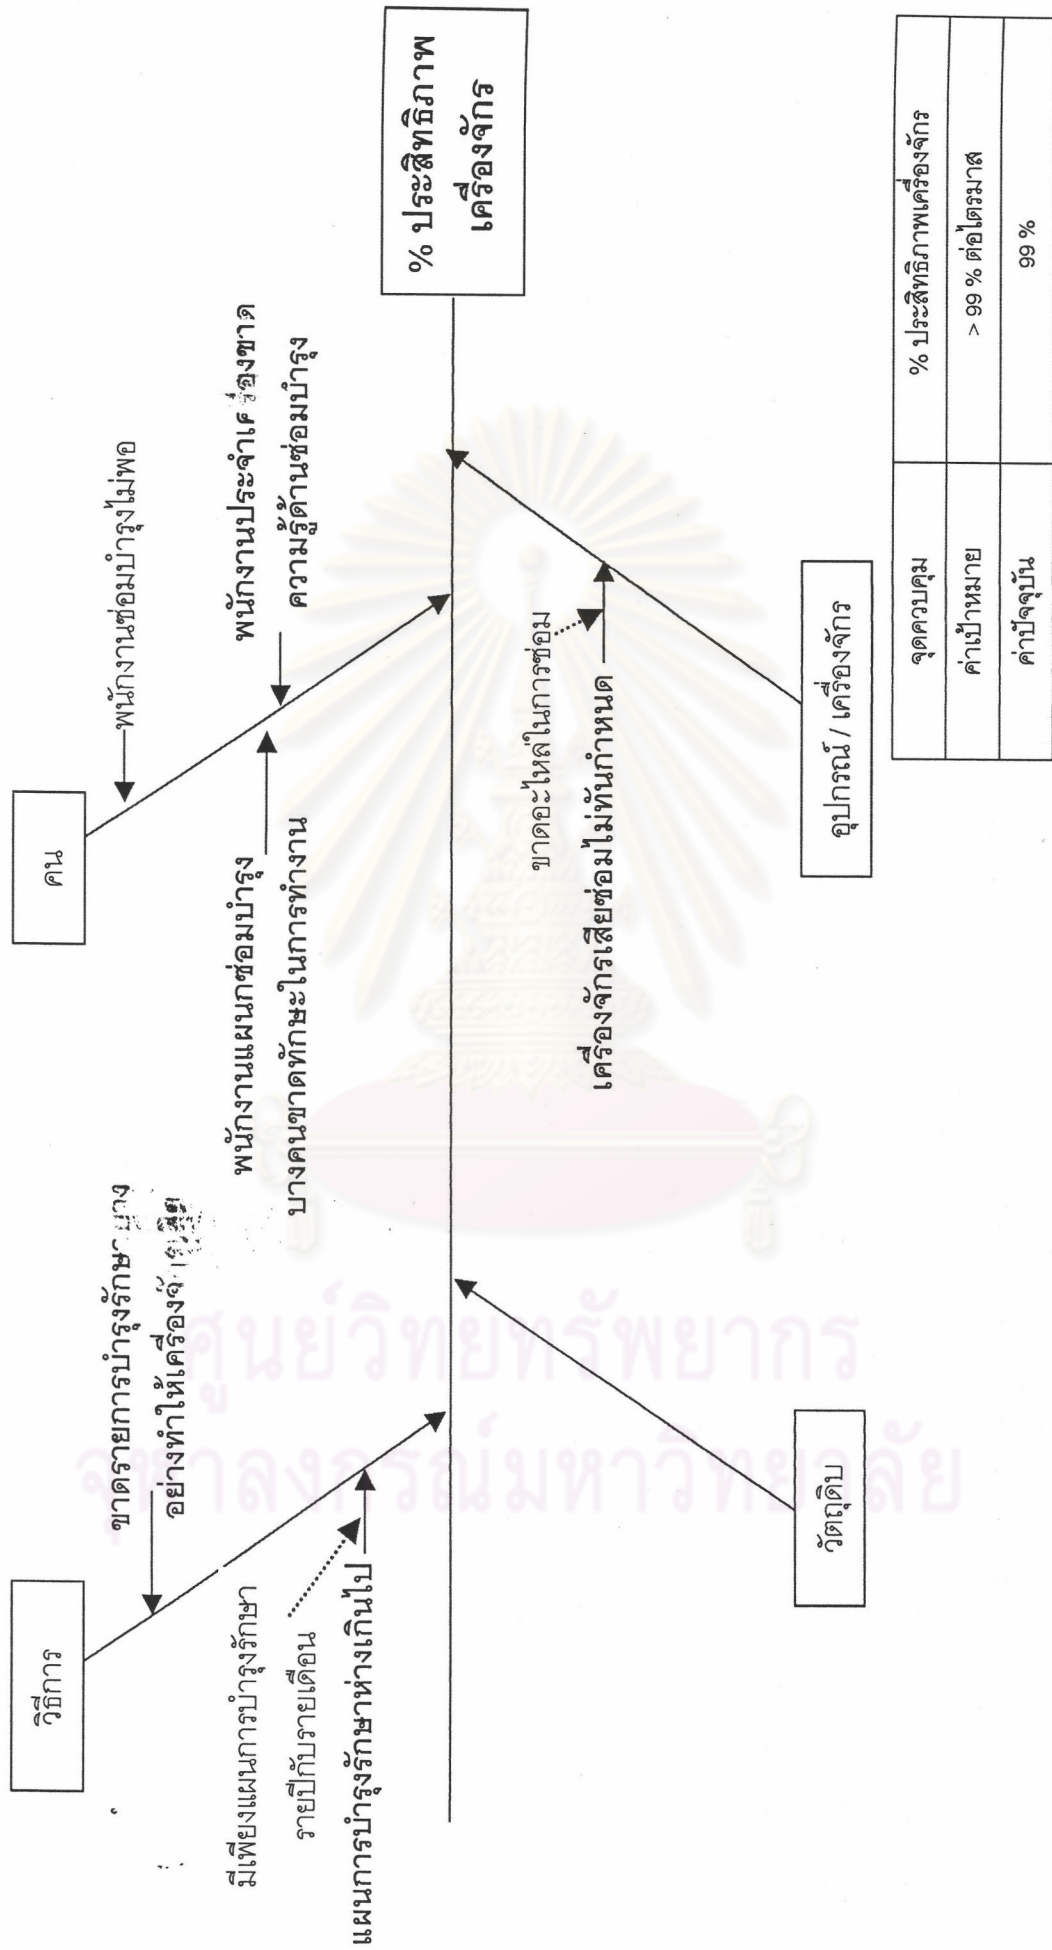 วิธีการ
ขาดรายการบำรุงรักษาบาง
อย่างทำให้เครื่อง
มีเพียงแผนการบำรุงรักษา
รายปีกับรายเดือน
แผนการบำรุงรักษาห่างเกินไป
คน
พนักงานซ่อมบำรุงไม่พอ
พนักงานแผนกซ่อมบำรุง
บางคนขาดทักษะในการทำงาน
พนักงานประจำเครื่องขาด
ความรู้ด้านซ่อมบำรุง
% ประสิทธิภาพ
เครื่องจักร
ขาดอะไหล่ในการซ่อม
เครื่องจักรเสียซ่อมไม่ทันกำหนด
วัตถุดิบ
อุปกรณ์ / เครื่องจักร
จุดควบคุม % ประสิทธิภาพเครื่องจักร
ค่าเป้าหมาย > 99 % ต่อไตรมาส
ค่าปัจจุบัน 99 %
ศูนย์วิทยทรัพยากร
จุฬาลงกรณ์มหาวิทยาลัย